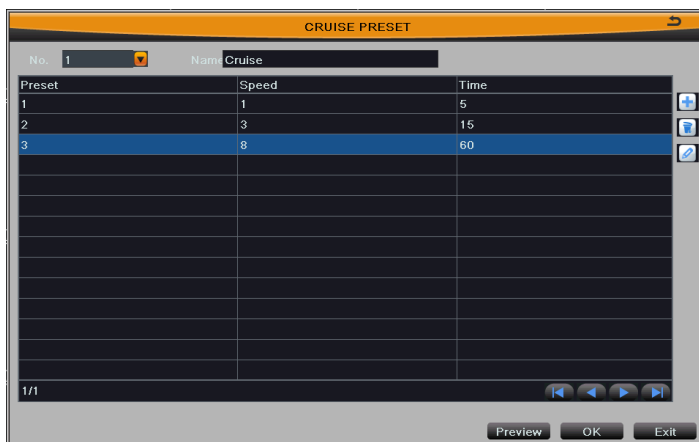 CRUISE PRESET
No. 1 Name Cruise
Preset Speed Time
1 1 5
2 3 15
3 8 60
1/1
Preview OK Exit